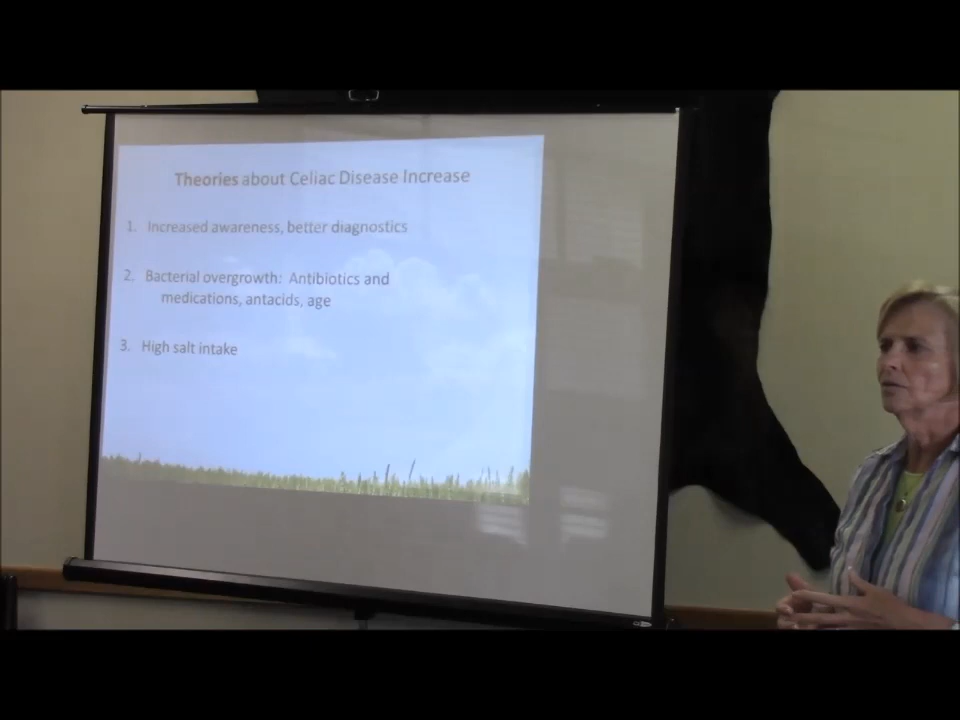 Theories about Celiac Disease Increase
1. Increased awareness, better diagnostics
2. Bacterial overgrowth: Antibiotics and
medications, antacids, age
3. High salt intake